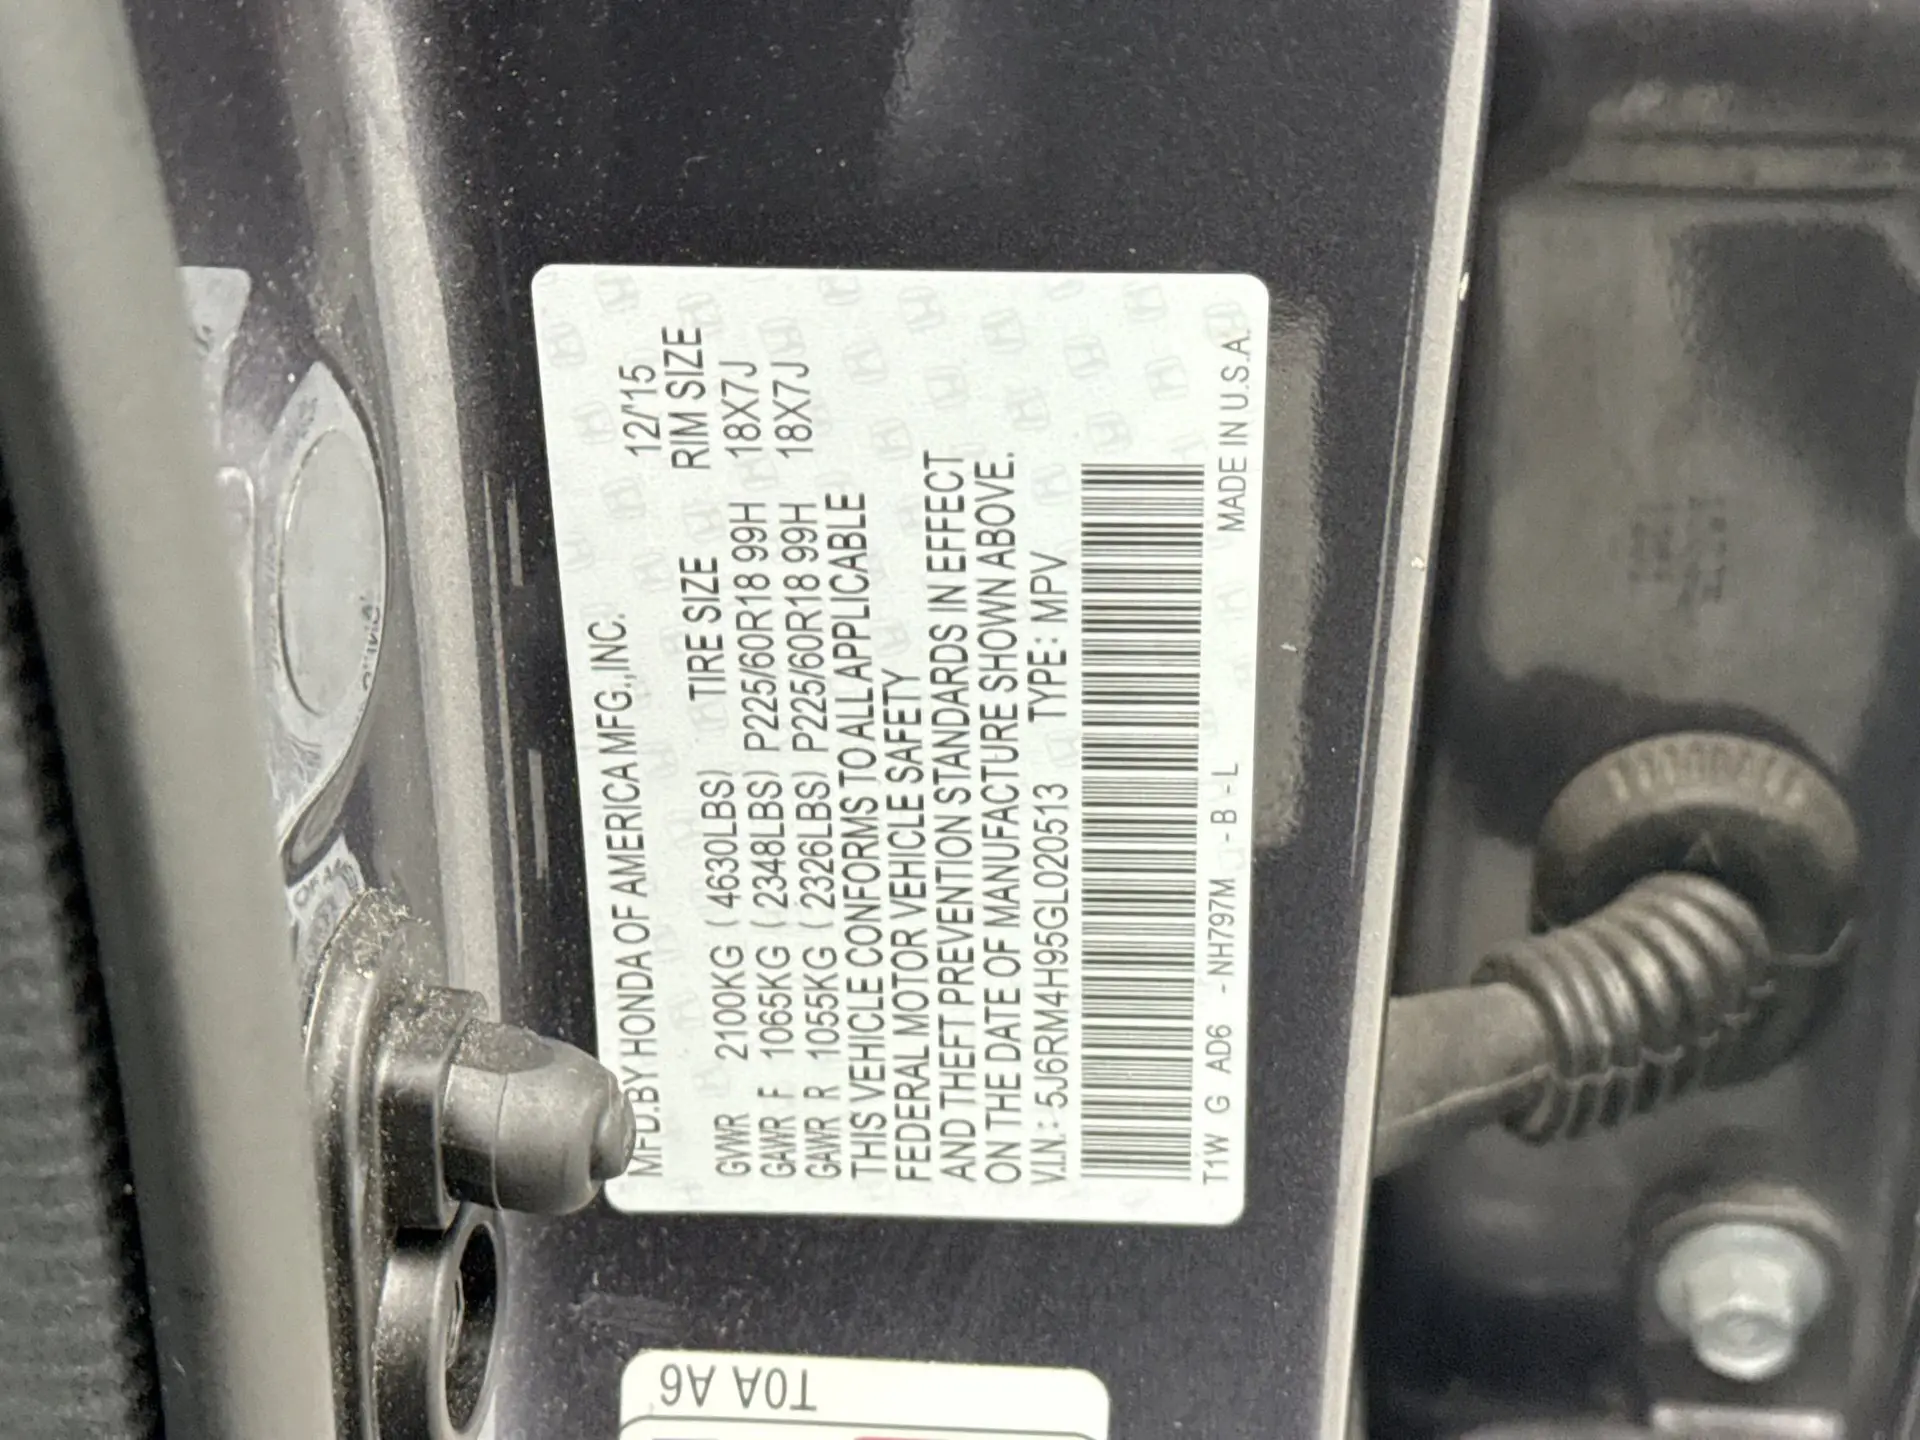 MFD. BY HONDA OF AMERICA MFG., INC. 12/'15
TIRE SIZE RIM SIZE
GVWR 2100KG (4630LBS)
GAWR F 1065KG (2348LBS) P225/60R18 99H 18X7J
GAWR R 1055KG (2326LBS) P225/60R18 99H 18X7J
THIS VEHICLE CONFORMS TO ALL APPLICABLE
FEDERAL MOTOR VEHICLE SAFETY
AND THEFT PREVENTION STANDARDS IN EFFECT
ON THE DATE OF MANUFACTURE SHOWN ABOVE.
V.I.N.: 5J6RM4H95GL020513 TYPE: MPV
T1W G AD6 -NH797M -B -L MADE IN U.S.A.
T0A A6